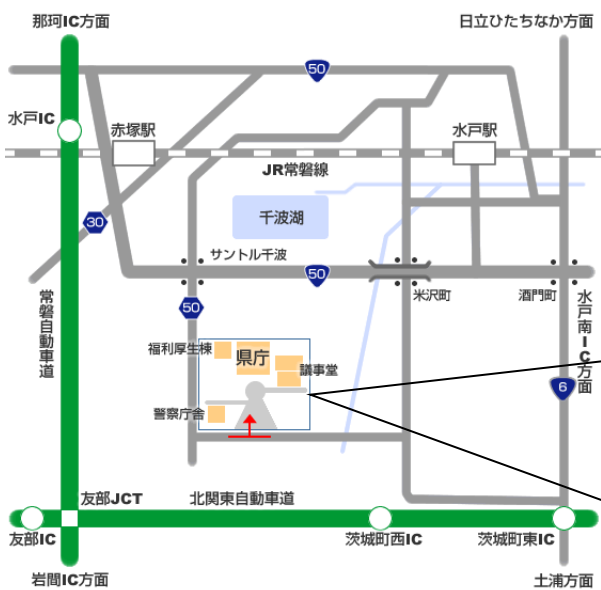 那珂IC方面
日立ひたちなか方面
50
水戸IC
赤塚駅
水戸駅
JR常磐線
千波湖
30
サントル千波
50
米沢町
酒門町
常磐自動車道
水戸南IC方面
50
福利厚生棟
県庁
議事堂
6
警察庁舎
友部JCT
北関東自動車道
友部IC
茨城町西IC
茨城町東IC
岩間IC方面
土浦方面